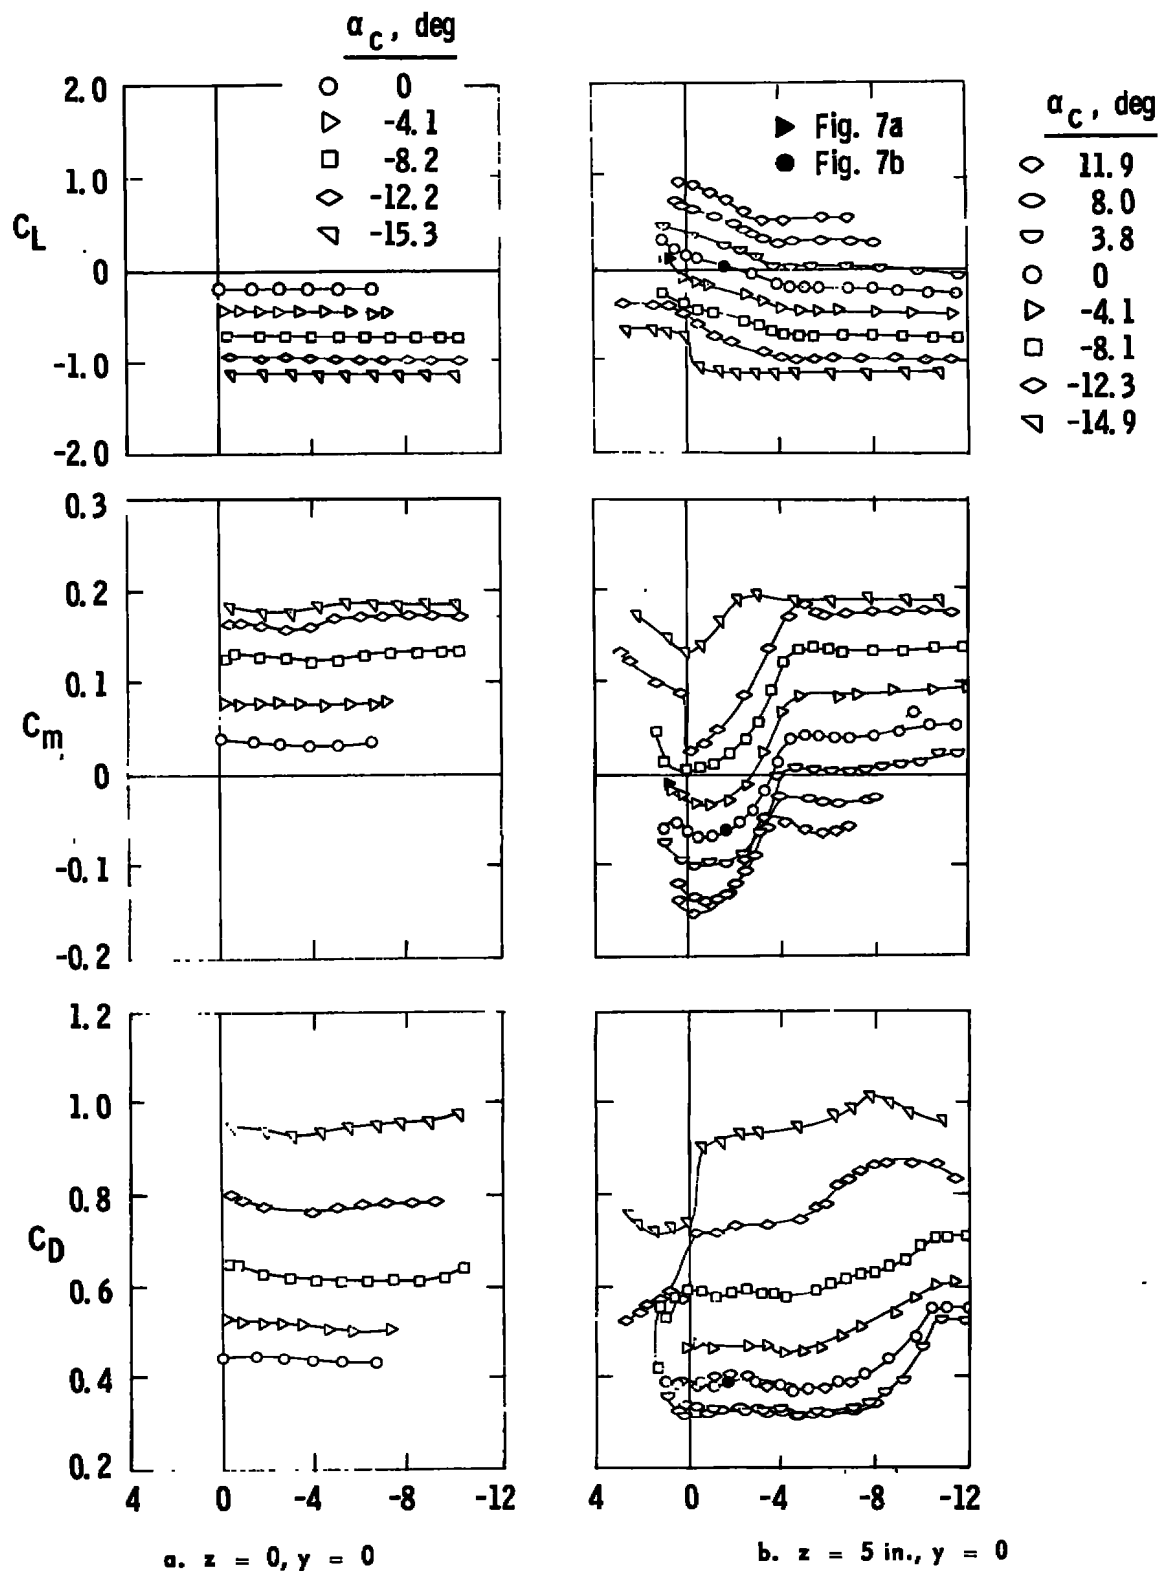 α_c, deg
0
-4.1
-8.2
-12.2
-15.3
2.0
1.0
C_L
0
-1.0
-2.0
Fig. 7a
Fig. 7b
α_c, deg
11.9
8.0
3.8
0
-4.1
-8.1
-12.3
-14.9
0.3
0.2
0.1
C_m
0
-0.1
-0.2
1.2
1.0
0.8
C_D
0.6
0.4
0.2
4 0 -4 -8 -12
4 0 -4 -8 -12
a. z = 0, y = 0
b. z = 5 in., y = 0